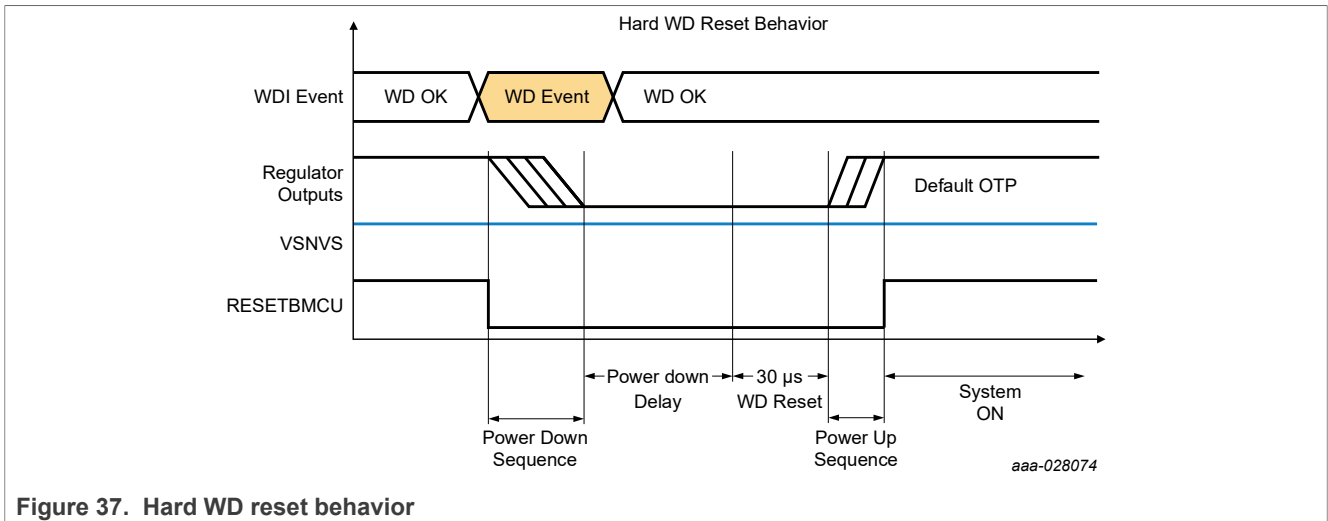 Hard WD Reset Behavior
WDI Event
WD OK
WD Event
WD OK
Regulator
Outputs
Default OTP
VSNVS
RESETBMCU
Power down
Delay
30 µs
WD Reset
System
ON
Power Down
Sequence
Power Up
Sequence
aaa-028074
Figure 37. Hard WD reset behavior